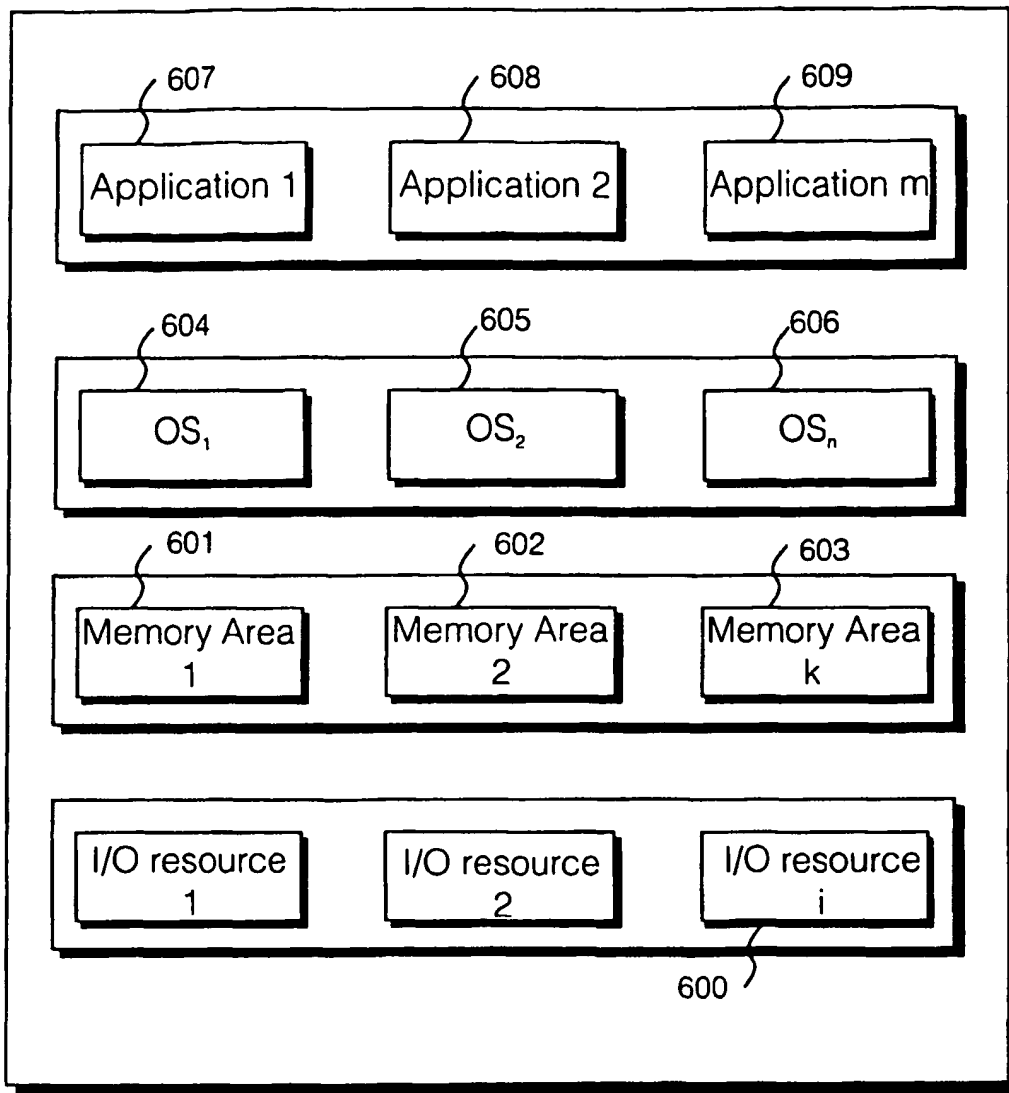 607
608
609
Application 1
Application 2
Application m
604
605
606
OS₁
OS₂
OSₙ
601
602
603
Memory Area
1
Memory Area
2
Memory Area
k
I/O resource
1
I/O resource
2
I/O resource
i
600